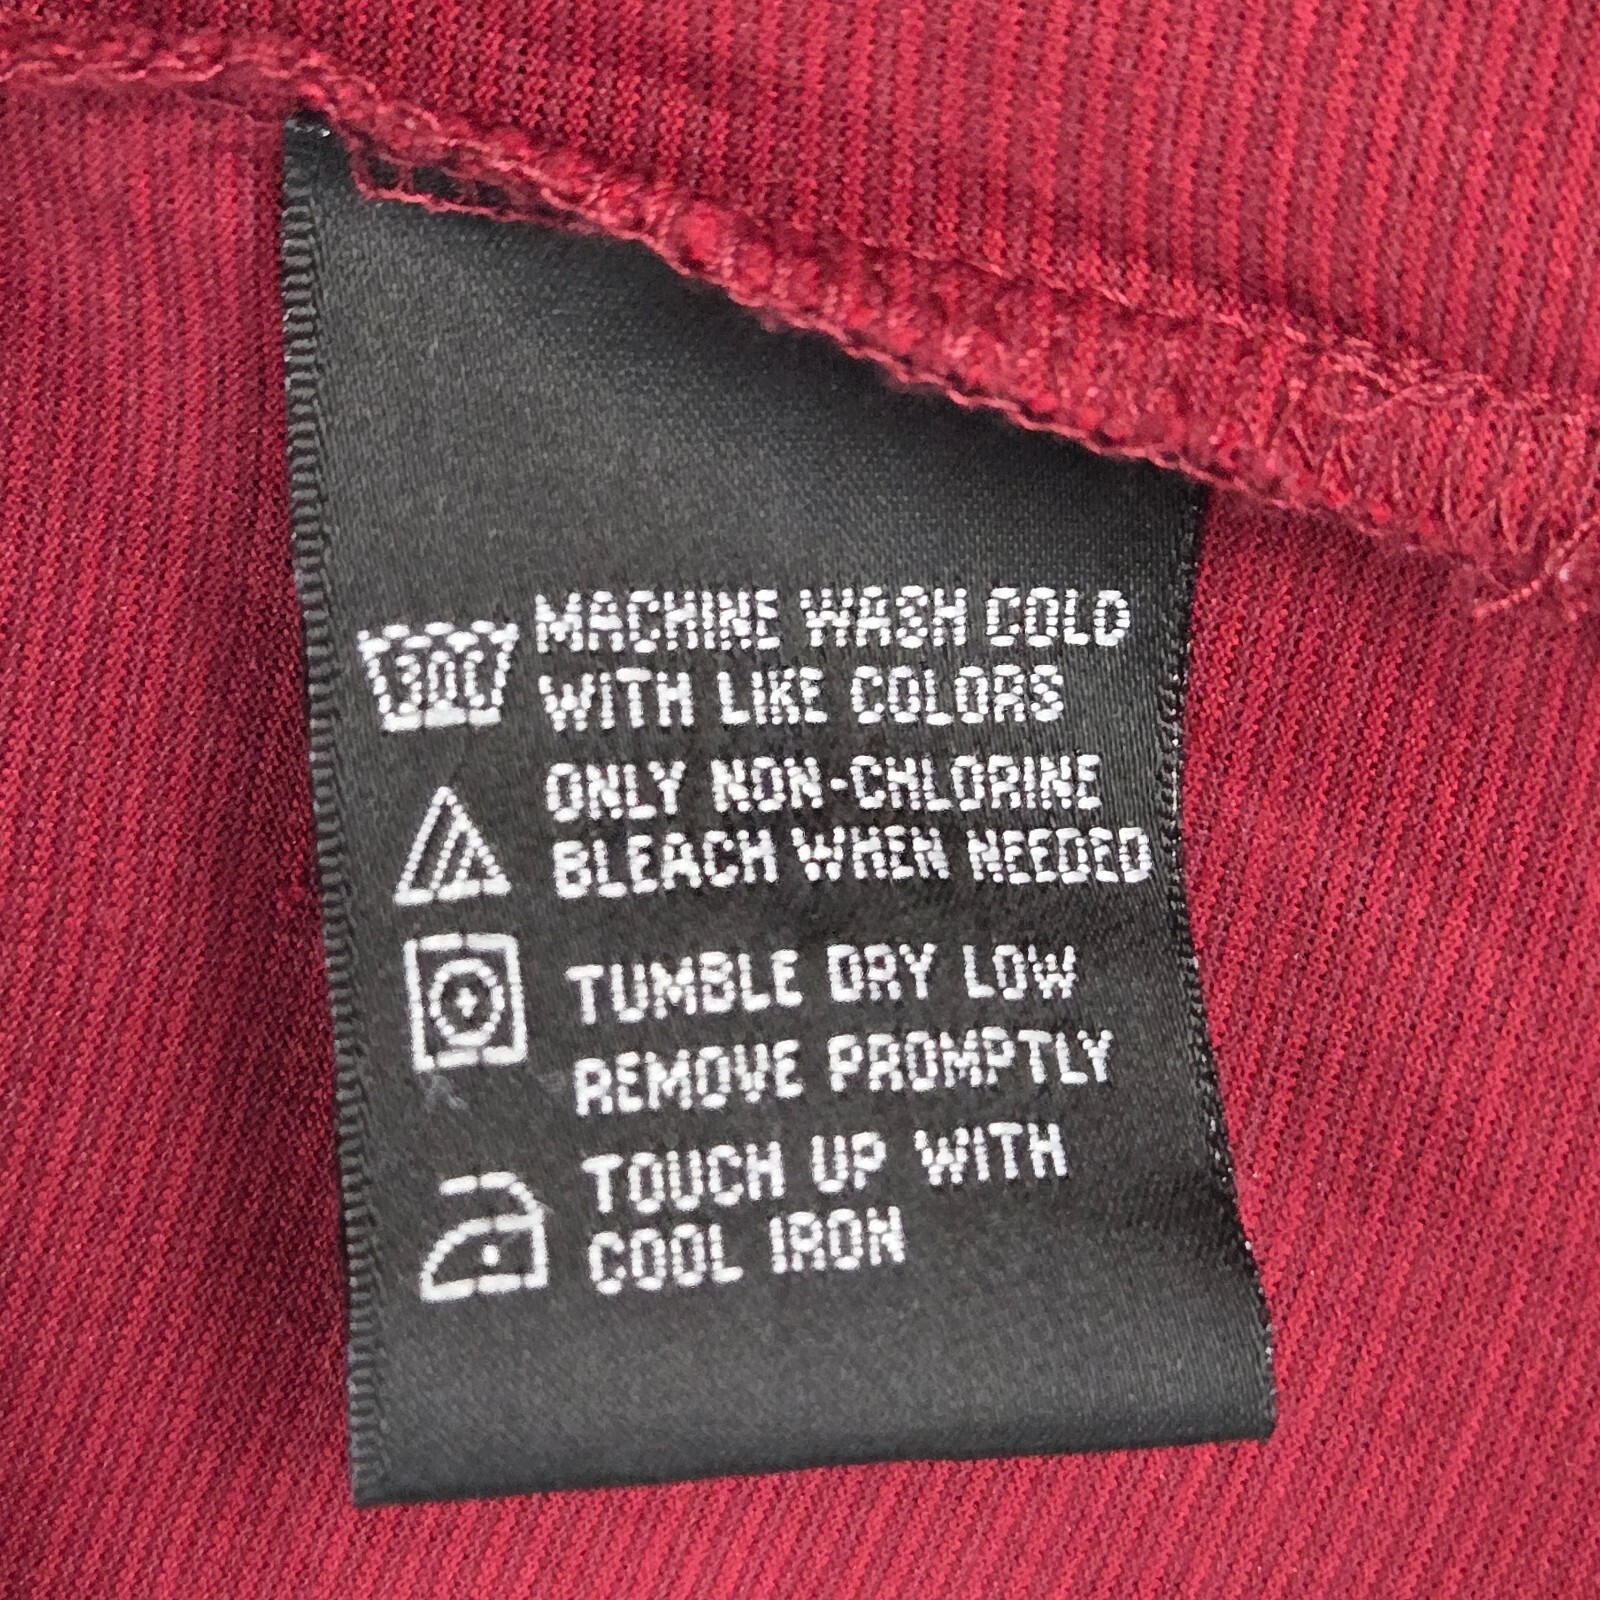 MACHINE WASH COLD
30C WITH LIKE COLORS
ONLY NON-CHLORINE
BLEACH WHEN NEEDED
TUMBLE DRY LOW
REMOVE PROMPTLY
TOUCH UP WITH
COOL IRON